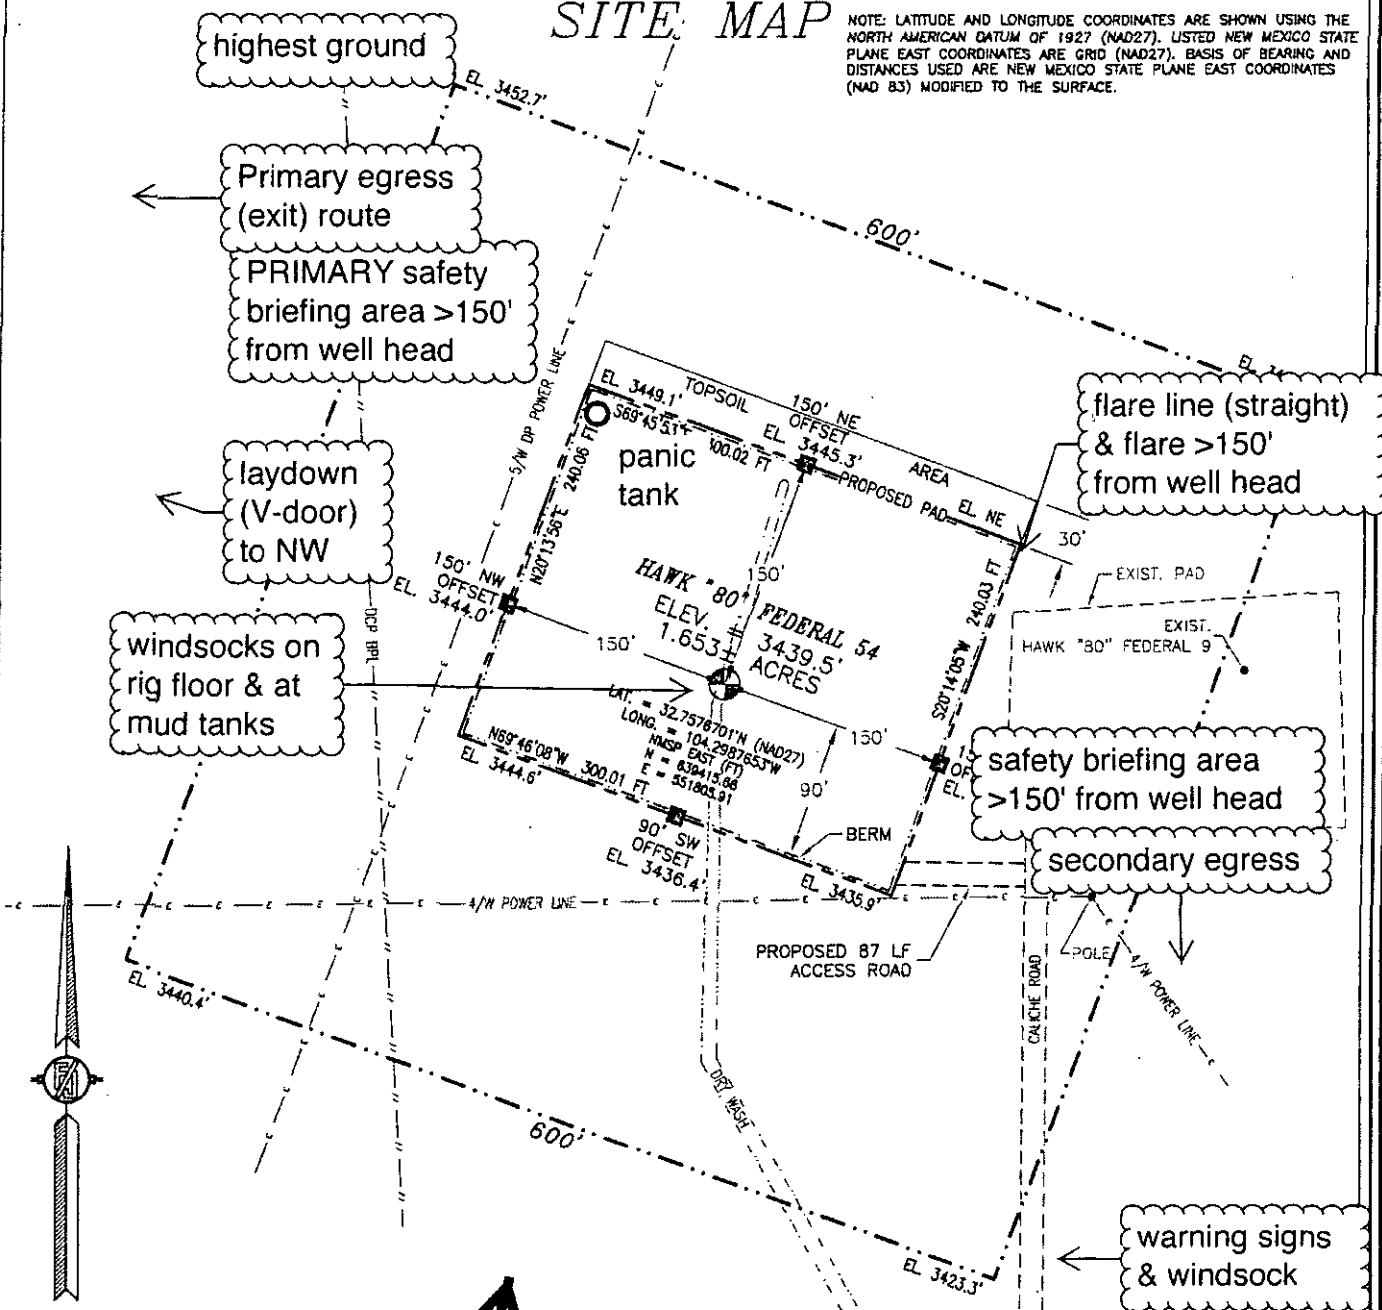 SITE MAP
NOTE: LATITUDE AND LONGITUDE COORDINATES ARE SHOWN USING THE
NORTH AMERICAN DATUM OF 1927 (NAD27). LISTED NEW MEXICO STATE
PLANE EAST COORDINATES ARE GRID (NAD27). BASIS OF BEARING AND
DISTANCES USED ARE NEW MEXICO STATE PLANE EAST COORDINATES
(NAD 83) MODIFIED TO THE SURFACE.
highest ground
EL. 3452.7'
Primary egress
(exit) route
600'
PRIMARY safety
briefing area >150'
from well head
5/W DP POWER LINE
EL.
flare line (straight)
& flare >150'
from well head
EL. 3449.1'
TOPSOIL
150' NE
OFFSET
EL. 3445.3'
AREA
S69°45'53"E
300.02 FT
PROPOSED PAD
EL. NE
30'
panic
tank
N20°13'56"E 240.06 FT
laydown
(V-door)
to NW
150' NW
OFFSET
EL. 3444.0'
EXIST. PAD
EXIST.
HAWK "80" FEDERAL 9
HAWK "80" FEDERAL 54
ELEV. 3439.5'
1.653± ACRES
150'
150'
150'
S20°14'05"W 240.03 FT
DCP BPL
windsocks on
rig floor & at
mud tanks
LAT. = 32.7578701°N (NAD27)
LONG. = 104.2987653°W
NMSP EAST (FT)
N = 639415.66
E = 551805.91
N69°46'08"W 300.01 FT
EL. 3444.6'
90'
EL.
safety briefing area
>150' from well head
BERM
90' SW
OFFSET
EL. 3436.4'
secondary egress
EL. 3435.9'
4/W POWER LINE
PROPOSED 87 LF
ACCESS ROAD
POLE
4/W POWER LINE
EL. 3440.4'
CALICHE ROAD
DRY WASH
600'
EL. 3423.3'
warning signs
& windsock